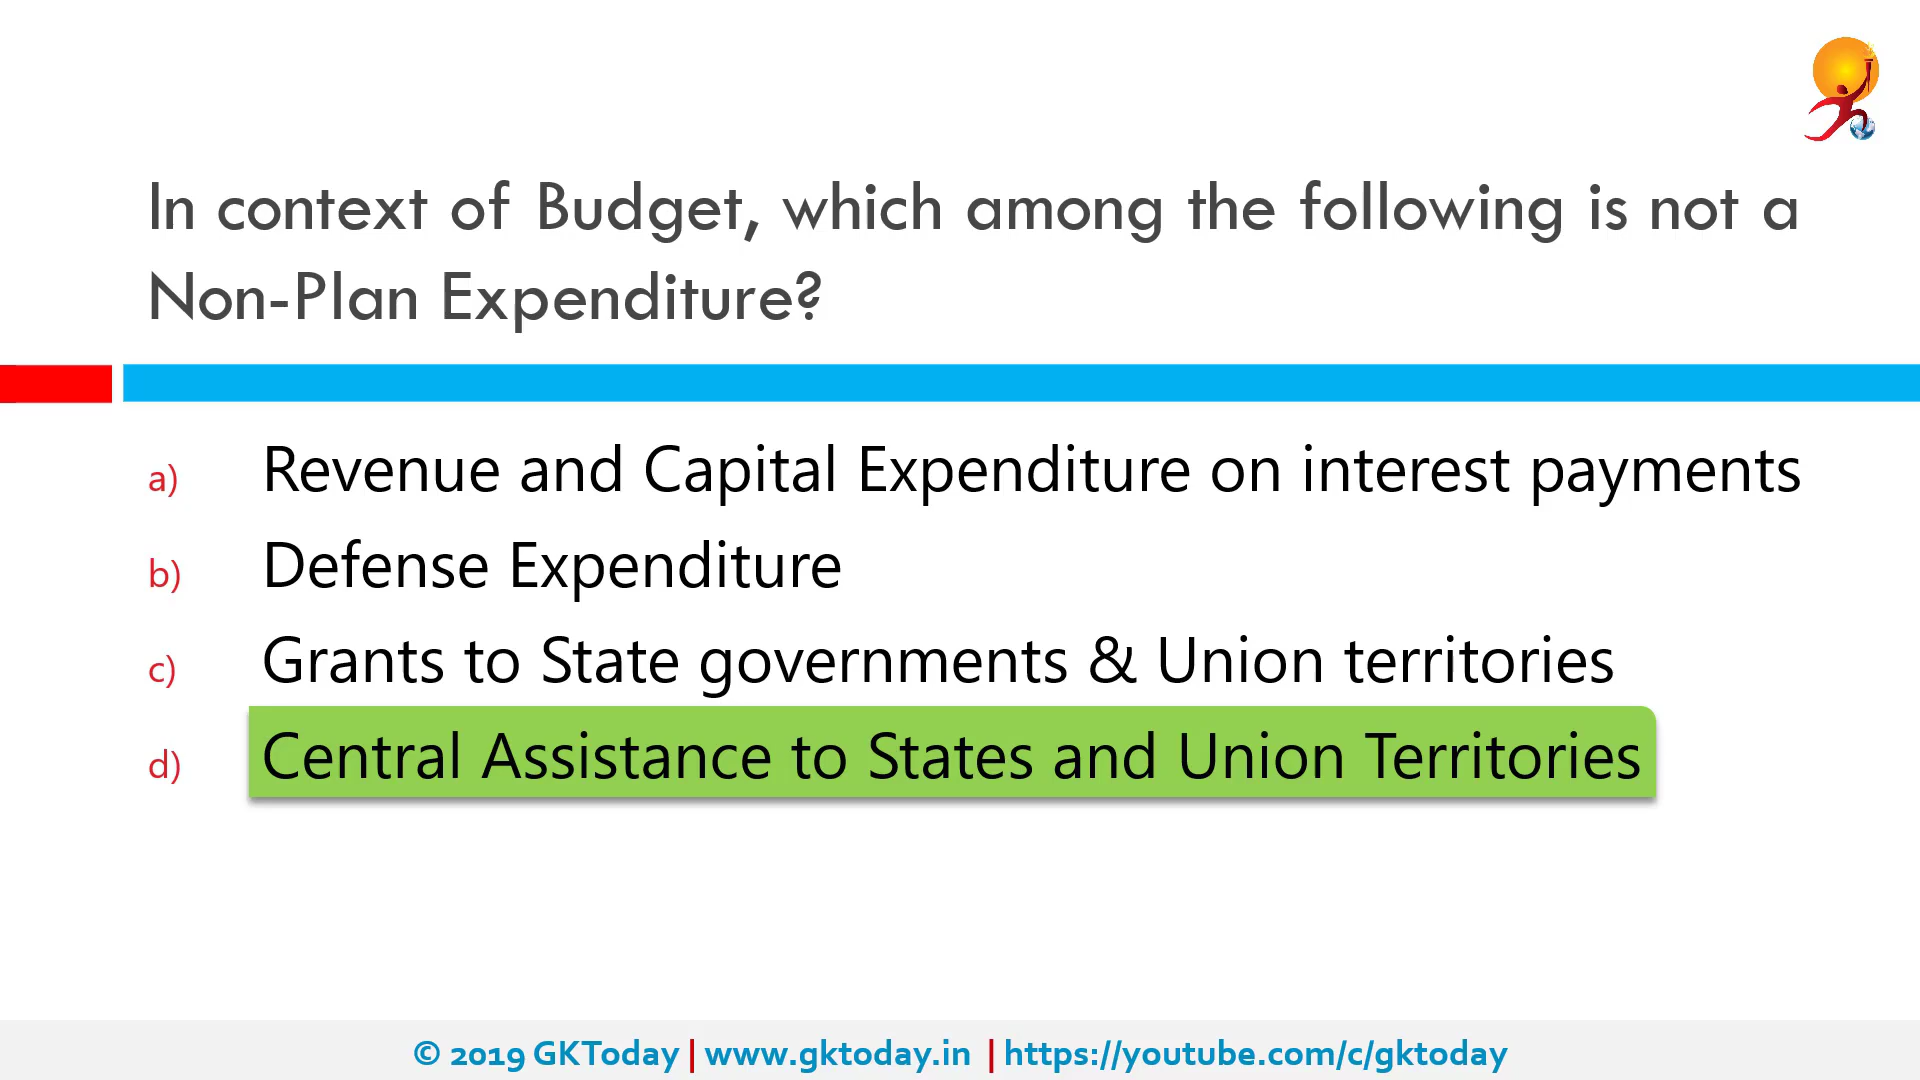 In context of Budget, which among the following is not a
Non-Plan Expenditure?
a) Revenue and Capital Expenditure on interest payments
b) Defense Expenditure
c) Grants to State governments & Union territories
d) Central Assistance to States and Union Territories
© 2019 GKToday | www.gktoday.in | https://youtube.com/c/gktoday